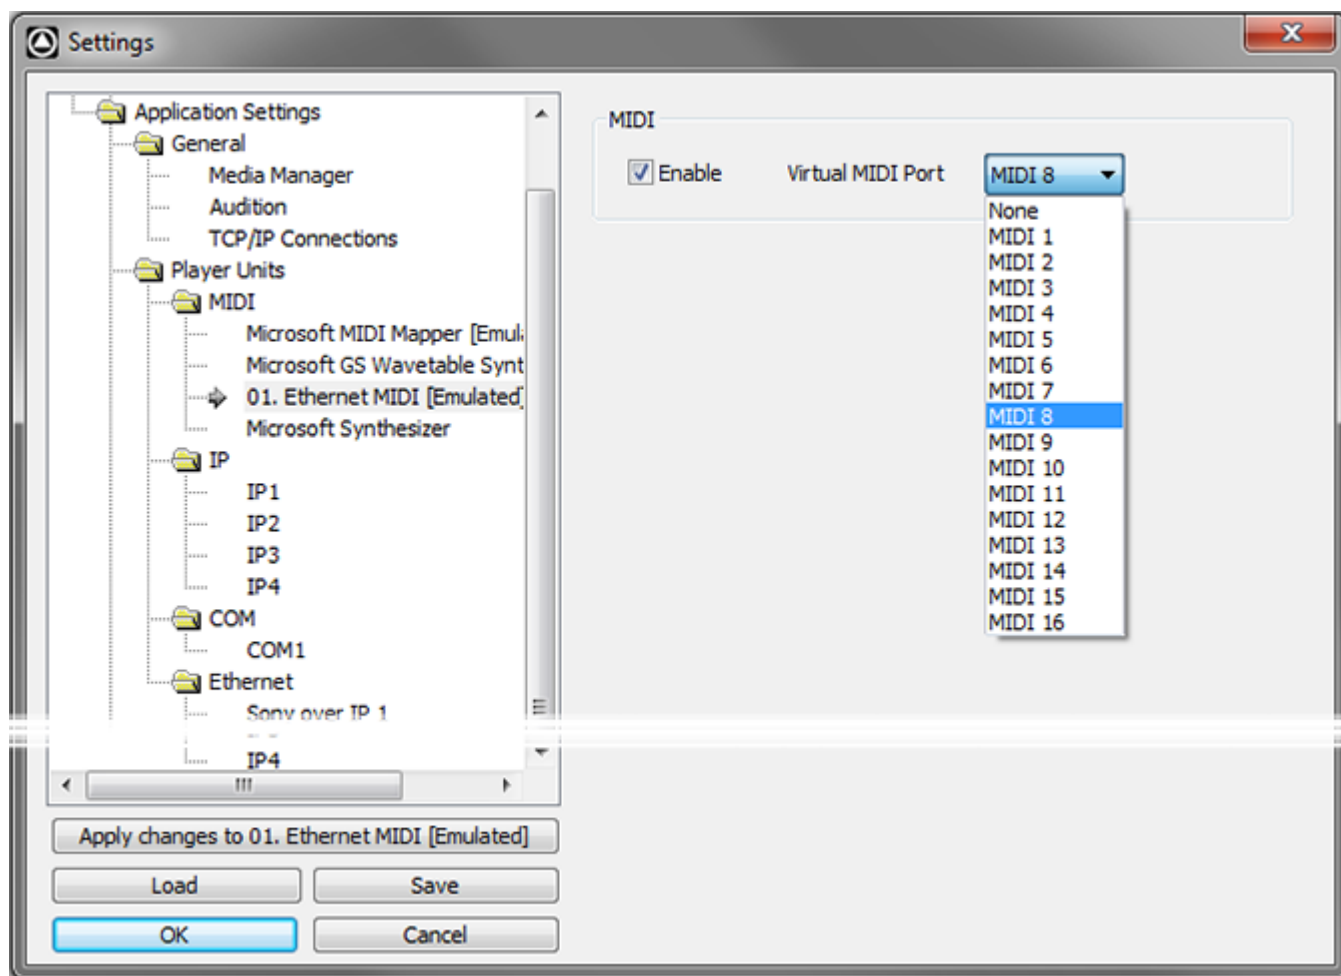 Settings
Application Settings
General
Media Manager
Audition
TCP/IP Connections
Player Units
MIDI
Microsoft MIDI Mapper [Emul
Microsoft GS Wavetable Synt
01. Ethernet MIDI [Emulated]
Microsoft Synthesizer
IP
IP1
IP2
IP3
IP4
COM
COM1
Ethernet
Sony over IP 1
IP4
Apply changes to 01. Ethernet MIDI [Emulated]
Load
Save
OK
Cancel
MIDI
Enable
Virtual MIDI Port
MIDI 8
None
MIDI 1
MIDI 2
MIDI 3
MIDI 4
MIDI 5
MIDI 6
MIDI 7
MIDI 8
MIDI 9
MIDI 10
MIDI 11
MIDI 12
MIDI 13
MIDI 14
MIDI 15
MIDI 16